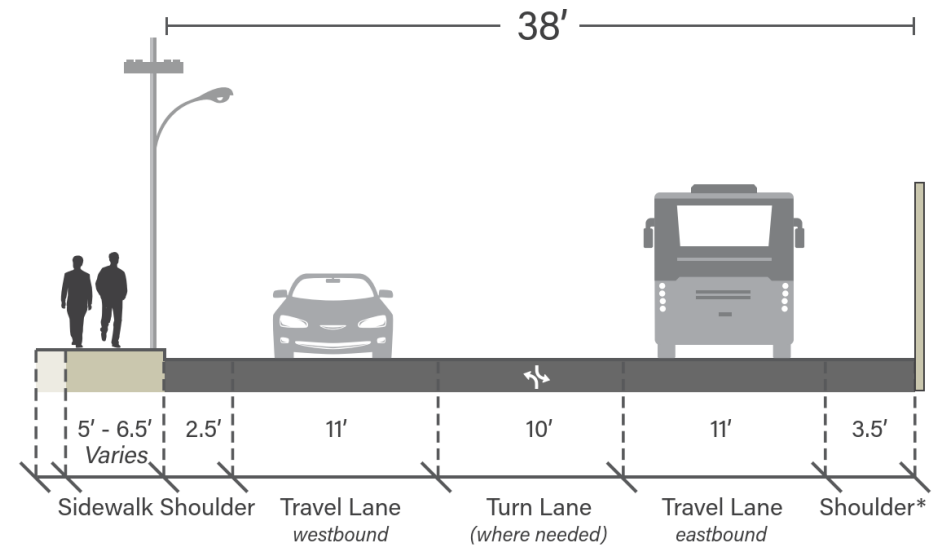 38′
5′ - 6.5′ 2.5′ 11′ 10′ 11′ 3.5′
Varies
Sidewalk Shoulder Travel Lane Turn Lane Travel Lane Shoulder*
westbound (where needed) eastbound